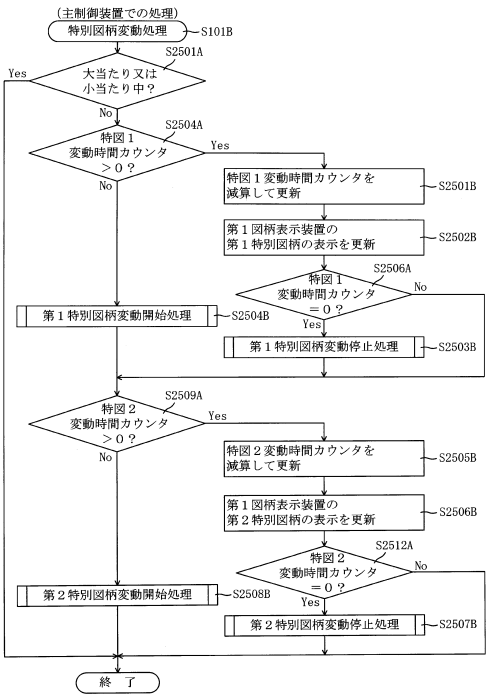 (主制御装置での処理)
特別図柄変動処理
S101B
S2501A
大当たり又は
小当たり中?
Yes
No
S2504A
特図1
変動時間カウンタ
>0?
Yes
No
特図1変動時間カウンタを
減算して更新
S2501B
第1図柄表示装置の
第1特別図柄の表示を更新
S2502B
S2506A
特図1
変動時間カウンタ
=0?
No
Yes
第1特別図柄変動開始処理
S2504B
第1特別図柄変動停止処理
S2503B
S2509A
特図2
変動時間カウンタ
>0?
Yes
No
特図2変動時間カウンタを
減算して更新
S2505B
第1図柄表示装置の
第2特別図柄の表示を更新
S2506B
S2512A
特図2
変動時間カウンタ
=0?
No
Yes
第2特別図柄変動開始処理
S2508B
第2特別図柄変動停止処理
S2507B
終 了